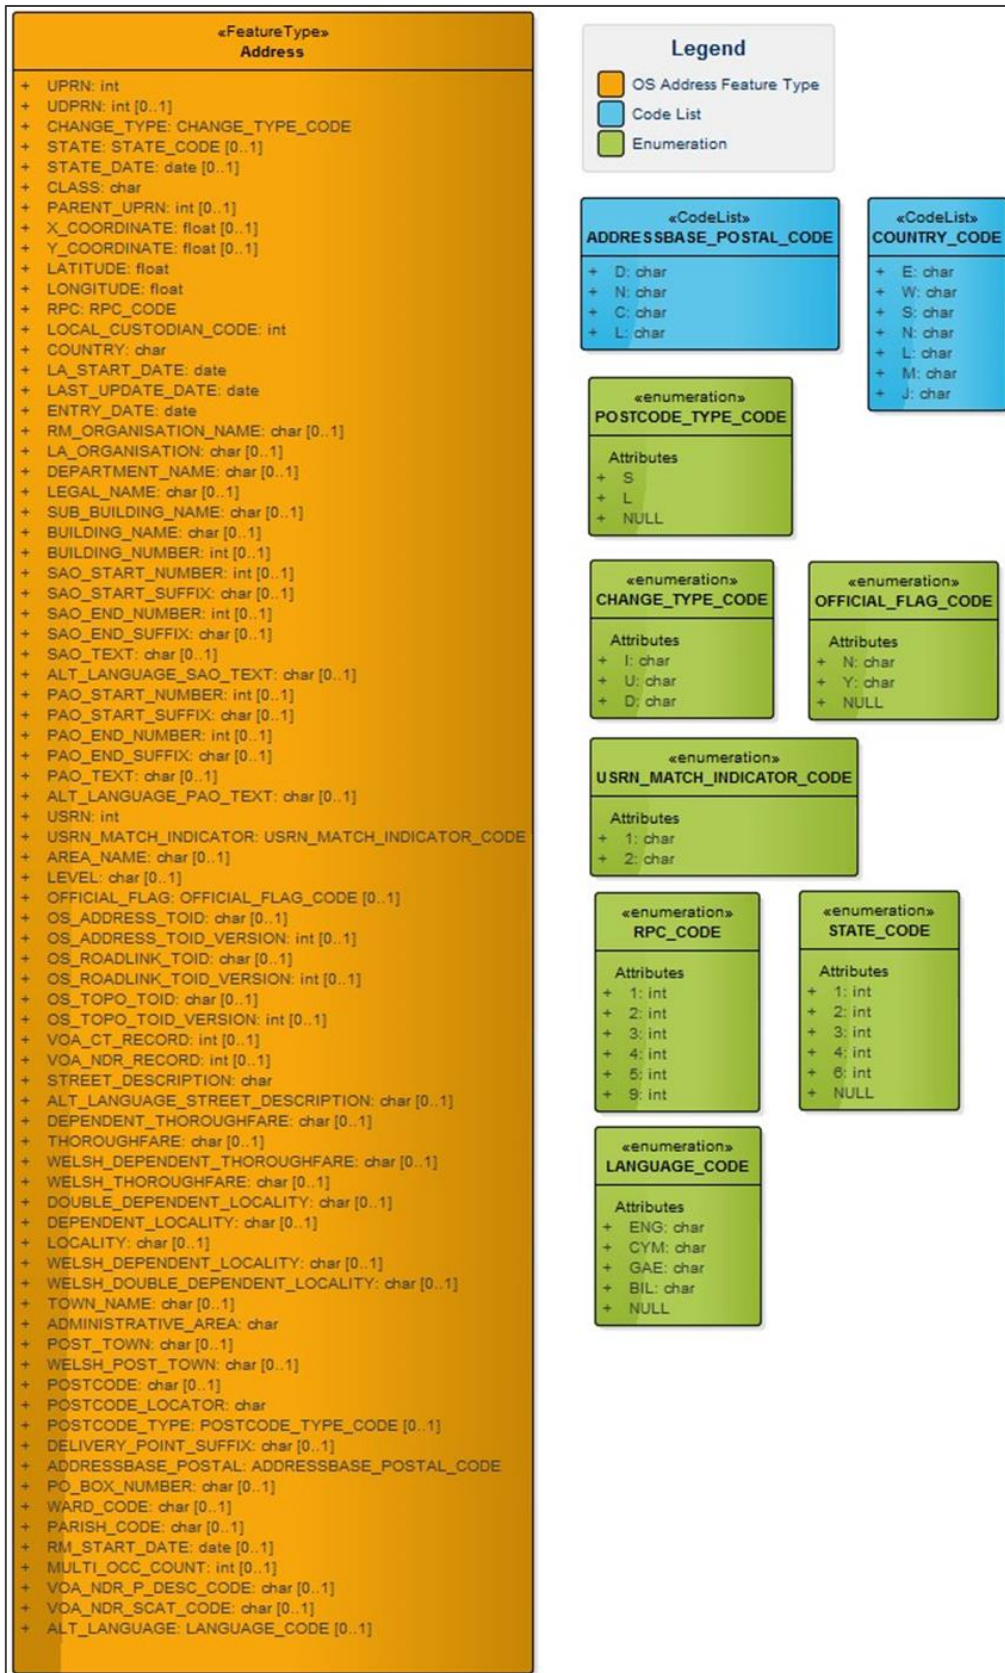 «FeatureType»
Address
+ UPRN: int
+ UDPRN: int [0..1]
+ CHANGE_TYPE: CHANGE_TYPE_CODE
+ STATE: STATE_CODE [0..1]
+ STATE_DATE: date [0..1]
+ CLASS: char
+ PARENT_UPRN: int [0..1]
+ X_COORDINATE: float [0..1]
+ Y_COORDINATE: float [0..1]
+ LATITUDE: float
+ LONGITUDE: float
+ RPC: RPC_CODE
+ LOCAL_CUSTODIAN_CODE: int
+ COUNTRY: char
+ LA_START_DATE: date
+ LAST_UPDATE_DATE: date
+ ENTRY_DATE: date
+ RM_ORGANISATION_NAME: char [0..1]
+ LA_ORGANISATION: char [0..1]
+ DEPARTMENT_NAME: char [0..1]
+ LEGAL_NAME: char [0..1]
+ SUB_BUILDING_NAME: char [0..1]
+ BUILDING_NAME: char [0..1]
+ BUILDING_NUMBER: int [0..1]
+ SAO_START_NUMBER: int [0..1]
+ SAO_START_SUFFIX: char [0..1]
+ SAO_END_NUMBER: int [0..1]
+ SAO_END_SUFFIX: char [0..1]
+ SAO_TEXT: char [0..1]
+ ALT_LANGUAGE_SAO_TEXT: char [0..1]
+ PAO_START_NUMBER: int [0..1]
+ PAO_START_SUFFIX: char [0..1]
+ PAO_END_NUMBER: int [0..1]
+ PAO_END_SUFFIX: char [0..1]
+ PAO_TEXT: char [0..1]
+ ALT_LANGUAGE_PAO_TEXT: char [0..1]
+ USRN: int
+ USRN_MATCH_INDICATOR: USRN_MATCH_INDICATOR_CODE
+ AREA_NAME: char [0..1]
+ LEVEL: char [0..1]
+ OFFICIAL_FLAG: OFFICIAL_FLAG_CODE [0..1]
+ OS_ADDRESS_TOID: char [0..1]
+ OS_ADDRESS_TOID_VERSION: int [0..1]
+ OS_ROADLINK_TOID: char [0..1]
+ OS_ROADLINK_TOID_VERSION: int [0..1]
+ OS_TOPO_TOID: char [0..1]
+ OS_TOPO_TOID_VERSION: int [0..1]
+ VOA_CT_RECORD: int [0..1]
+ VOA_NDR_RECORD: int [0..1]
+ STREET_DESCRIPTION: char
+ ALT_LANGUAGE_STREET_DESCRIPTION: char [0..1]
+ DEPENDENT_THOROUGHFARE: char [0..1]
+ THOROUGHFARE: char [0..1]
+ WELSH_DEPENDENT_THOROUGHFARE: char [0..1]
+ WELSH_THOROUGHFARE: char [0..1]
+ DOUBLE_DEPENDENT_LOCALITY: char [0..1]
+ DEPENDENT_LOCALITY: char [0..1]
+ LOCALITY: char [0..1]
+ WELSH_DEPENDENT_LOCALITY: char [0..1]
+ WELSH_DOUBLE_DEPENDENT_LOCALITY: char [0..1]
+ TOWN_NAME: char [0..1]
+ ADMINISTRATIVE_AREA: char
+ POST_TOWN: char [0..1]
+ WELSH_POST_TOWN: char [0..1]
+ POSTCODE: char [0..1]
+ POSTCODE_LOCATOR: char
+ POSTCODE_TYPE: POSTCODE_TYPE_CODE [0..1]
+ DELIVERY_POINT_SUFFIX: char [0..1]
+ ADDRESSBASE_POSTAL: ADDRESSBASE_POSTAL_CODE
+ PO_BOX_NUMBER: char [0..1]
+ WARD_CODE: char [0..1]
+ PARISH_CODE: char [0..1]
+ RM_START_DATE: date [0..1]
+ MULTI_OCC_COUNT: int [0..1]
+ VOA_NDR_P_DESC_CODE: char [0..1]
+ VOA_NDR_SCAT_CODE: char [0..1]
+ ALT_LANGUAGE: LANGUAGE_CODE [0..1]
Legend
OS Address Feature Type
Code List
Enumeration
«CodeList»
ADDRESSBASE_POSTAL_CODE
+ D: char
+ N: char
+ C: char
+ L: char
«CodeList»
COUNTRY_CODE
+ E: char
+ W: char
+ S: char
+ N: char
+ L: char
+ M: char
+ J: char
«enumeration»
POSTCODE_TYPE_CODE
Attributes
+ S
+ L
+ NULL
«enumeration»
CHANGE_TYPE_CODE
Attributes
+ I: char
+ U: char
+ D: char
«enumeration»
OFFICIAL_FLAG_CODE
Attributes
+ N: char
+ Y: char
+ NULL
«enumeration»
USRN_MATCH_INDICATOR_CODE
Attributes
+ 1: char
+ 2: char
«enumeration»
RPC_CODE
Attributes
+ 1: int
+ 2: int
+ 3: int
+ 4: int
+ 5: int
+ 9: int
«enumeration»
STATE_CODE
Attributes
+ 1: int
+ 2: int
+ 3: int
+ 4: int
+ 6: int
+ NULL
«enumeration»
LANGUAGE_CODE
Attributes
+ ENG: char
+ CYM: char
+ GAE: char
+ BIL: char
+ NULL